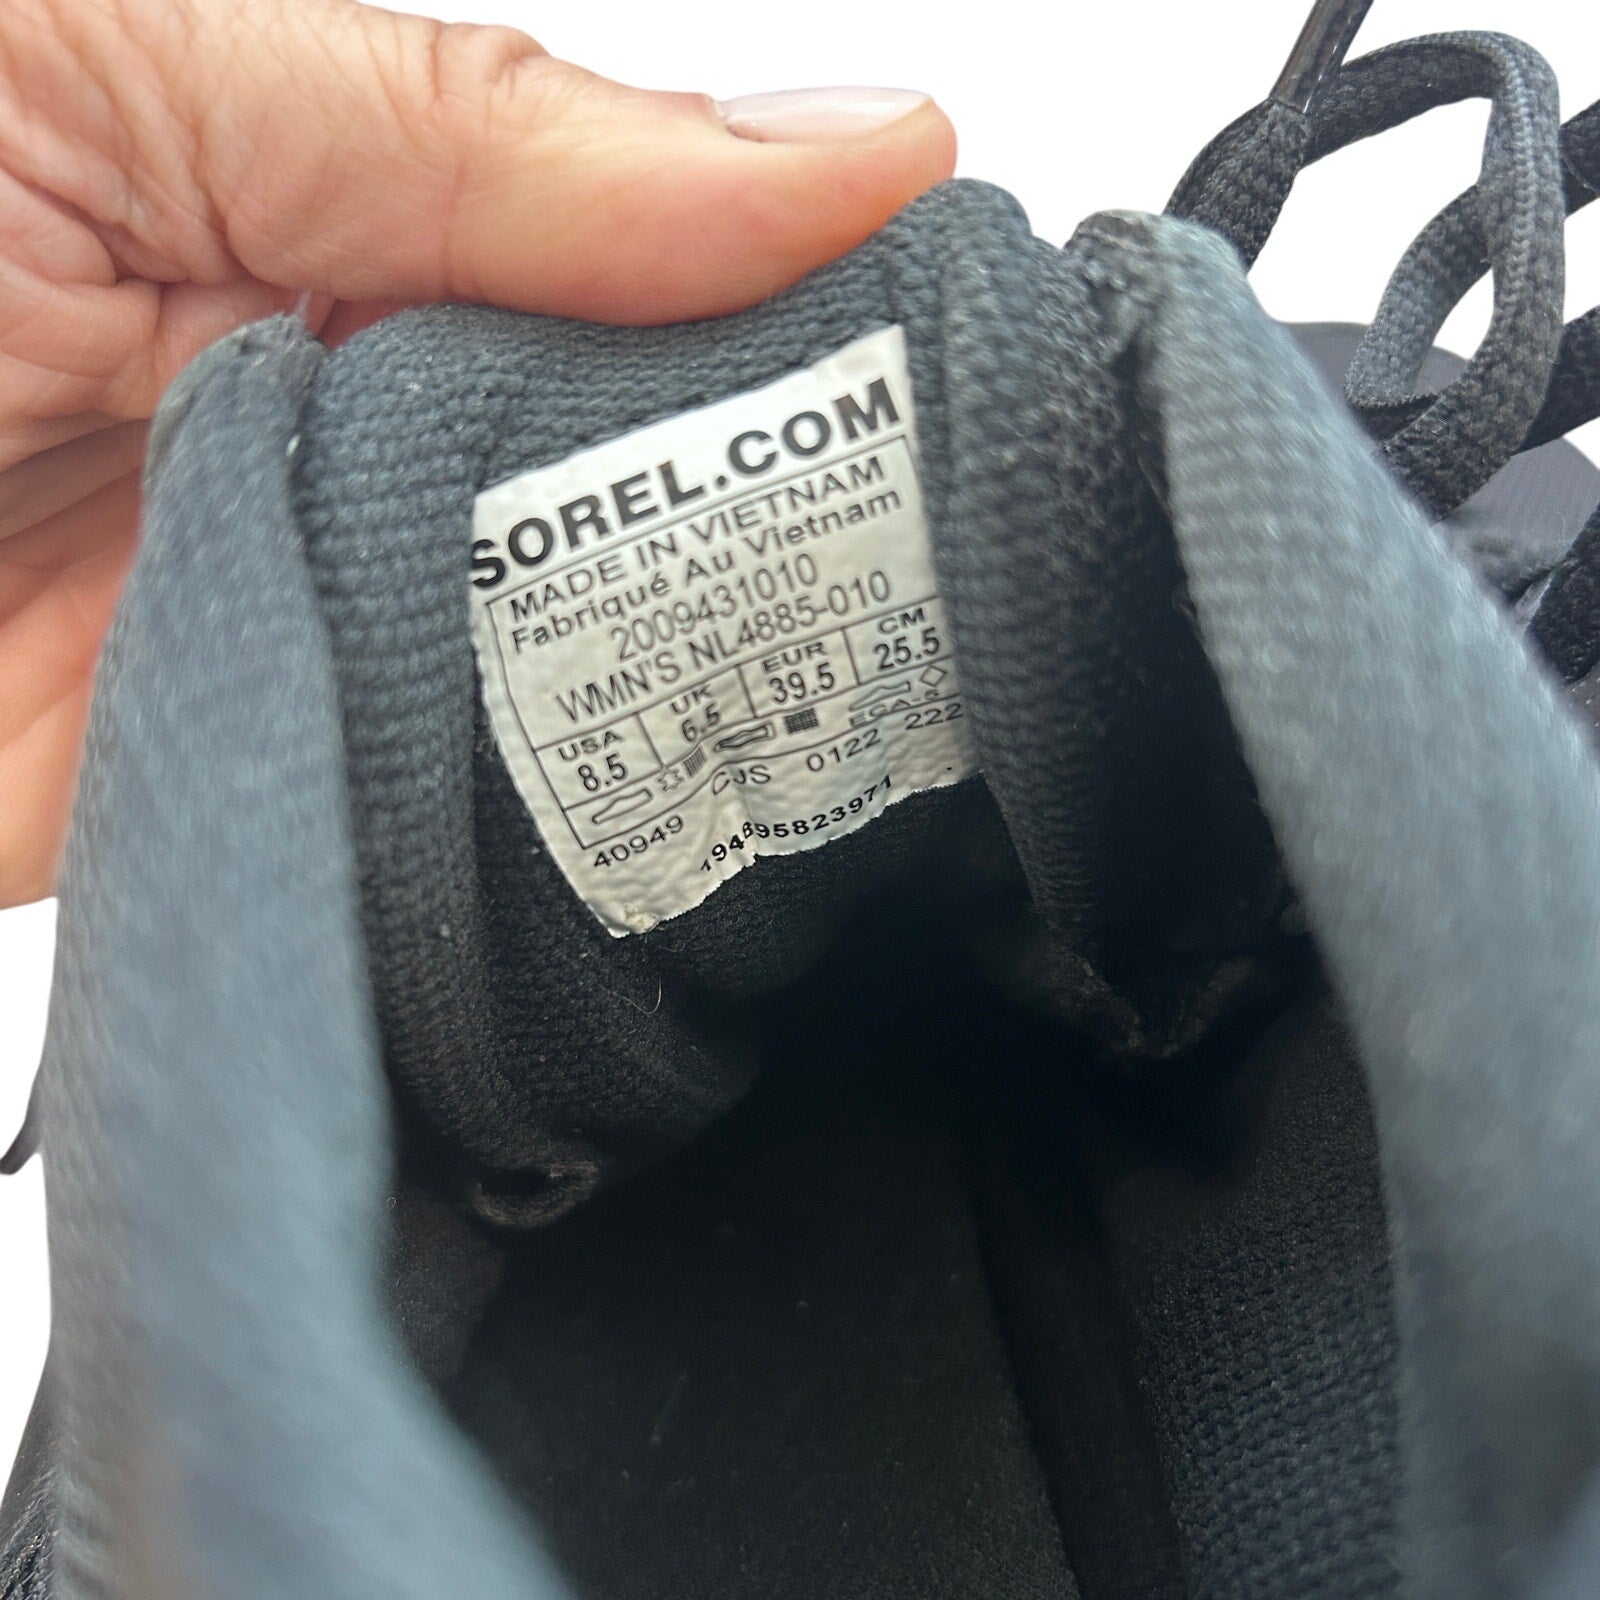 SOREL.COM
MADE IN VIETNAM
Fabriqué Au Vietnam
2009431010
WMN'S NL4885-010
USA UK EUR CM
8.5 6.5 39.5 25.5
40949 CJS 0122 222